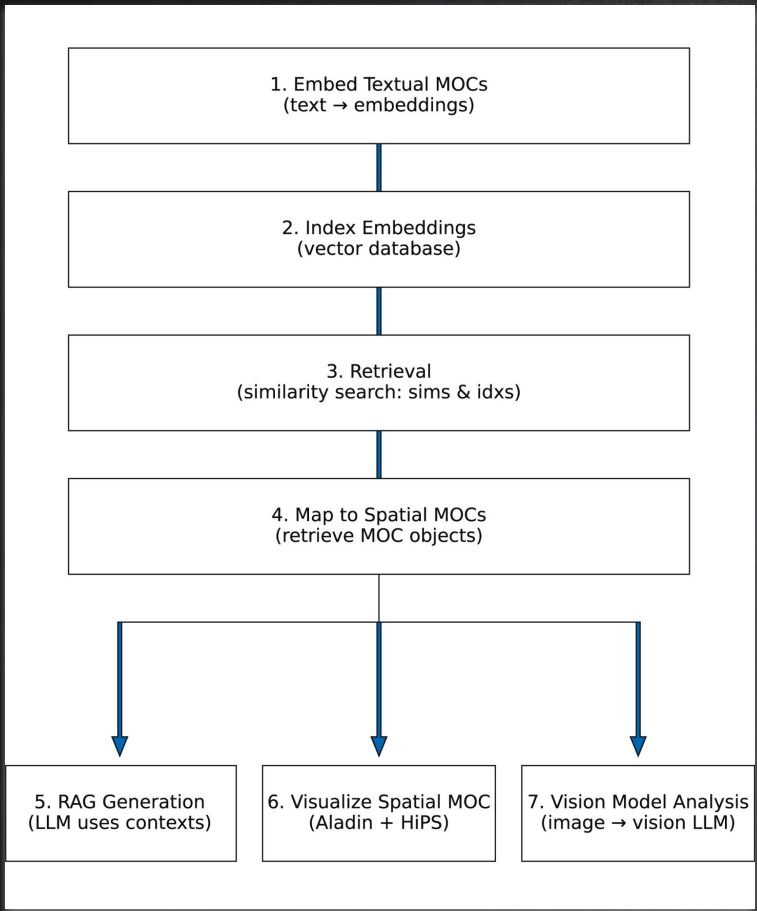 1. Embed Textual MOCs
(text → embeddings)
2. Index Embeddings
(vector database)
3. Retrieval
(similarity search: sims & idxs)
4. Map to Spatial MOCs
(retrieve MOC objects)
5. RAG Generation
(LLM uses contexts)
6. Visualize Spatial MOC
(Aladin + HiPS)
7. Vision Model Analysis
(image → vision LLM)